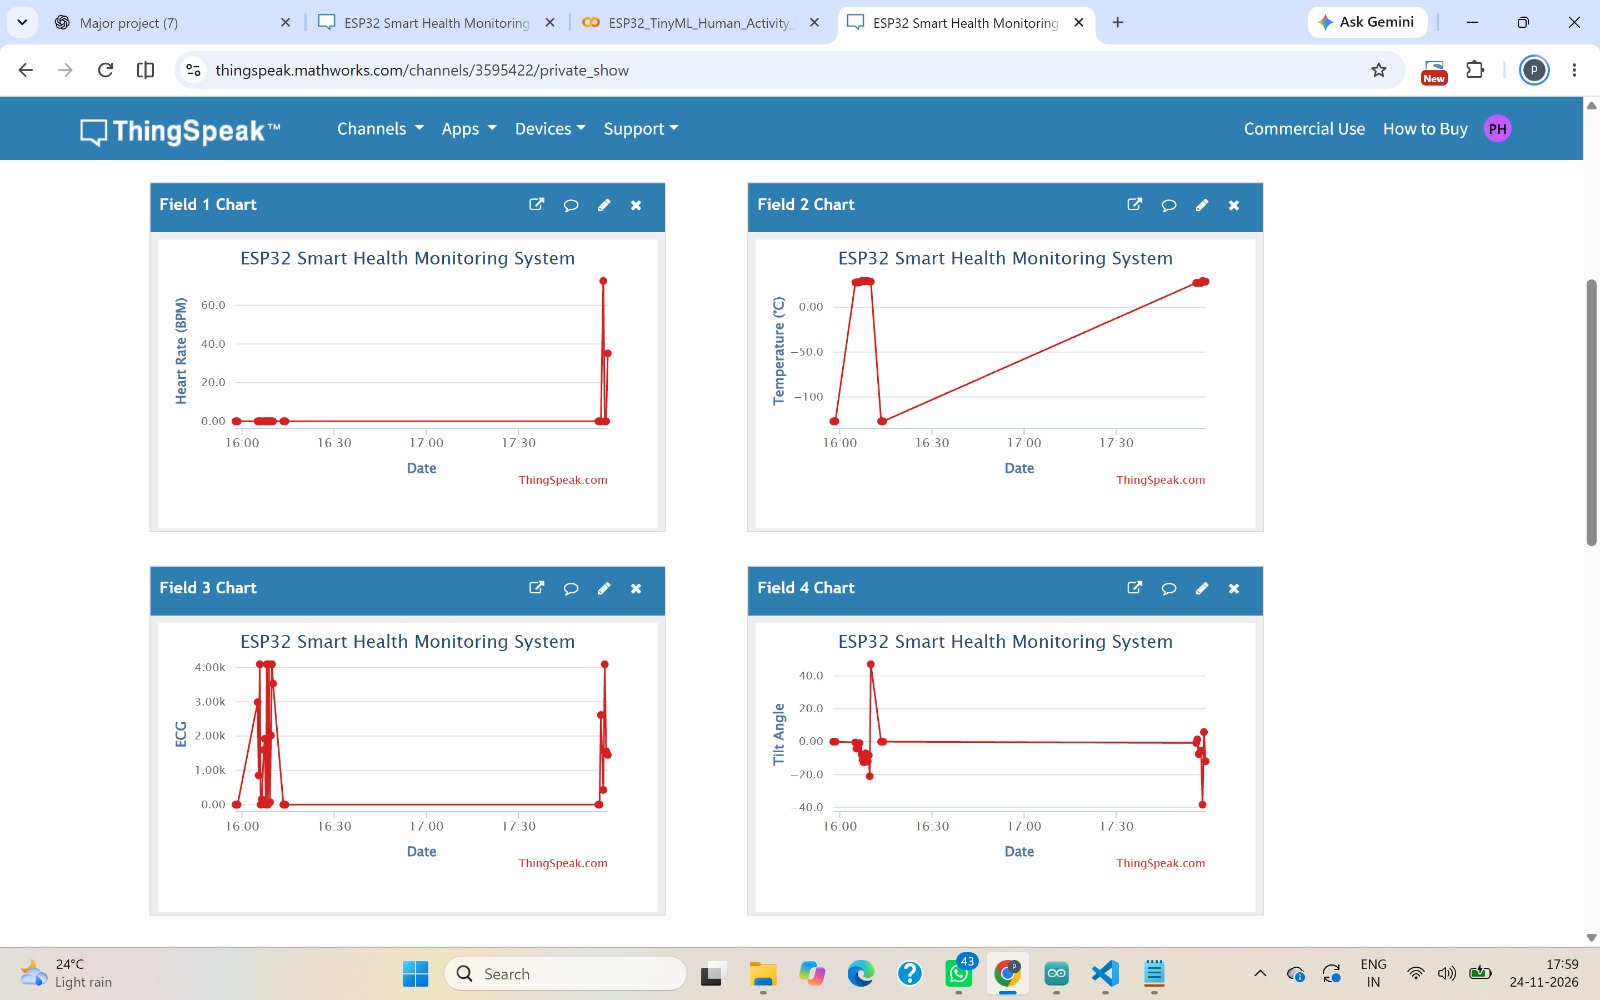 Major project (7)
ESP32 Smart Health Monitoring
ESP32_TinyML_Human_Activity_
ESP32 Smart Health Monitoring
Ask Gemini
thingspeak.mathworks.com/channels/3595422/private_show
New
P
ThingSpeak™
Channels
Apps
Devices
Support
Commercial Use
How to Buy
PH
Field 1 Chart
ESP32 Smart Health Monitoring System
Heart Rate (BPM)
60.0
40.0
20.0
0.00
16:00
16:30
17:00
17:30
Date
ThingSpeak.com
Field 2 Chart
ESP32 Smart Health Monitoring System
Temperature (°C)
0.00
−50.0
−100
16:00
16:30
17:00
17:30
Date
ThingSpeak.com
Field 3 Chart
ESP32 Smart Health Monitoring System
ECG
4.00k
3.00k
2.00k
1.00k
0.00
16:00
16:30
17:00
17:30
Date
ThingSpeak.com
Field 4 Chart
ESP32 Smart Health Monitoring System
Tilt Angle
40.0
20.0
0.00
−20.0
−40.0
16:00
16:30
17:00
17:30
Date
ThingSpeak.com
24°C
Light rain
Search
43
ENG
IN
17:59
24-11-2026